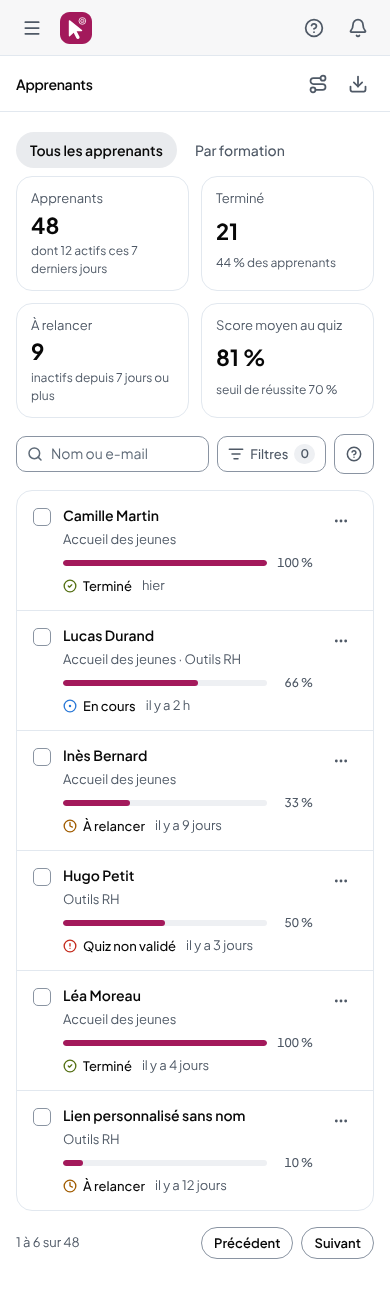 Apprenants
Tous les apprenants
Par formation
Apprenants
48
dont 12 actifs ces 7
derniers jours
Terminé
21
44 % des apprenants
À relancer
9
inactifs depuis 7 jours ou
plus
Score moyen au quiz
81 %
seuil de réussite 70 %
Nom ou e-mail
Filtres 0
Camille Martin
Accueil des jeunes
100 %
Terminé hier
Lucas Durand
Accueil des jeunes · Outils RH
66 %
En cours il y a 2 h
Inès Bernard
Accueil des jeunes
33 %
À relancer il y a 9 jours
Hugo Petit
Outils RH
50 %
Quiz non validé il y a 3 jours
Léa Moreau
Accueil des jeunes
100 %
Terminé il y a 4 jours
Lien personnalisé sans nom
Outils RH
10 %
À relancer il y a 12 jours
1 à 6 sur 48
Précédent
Suivant